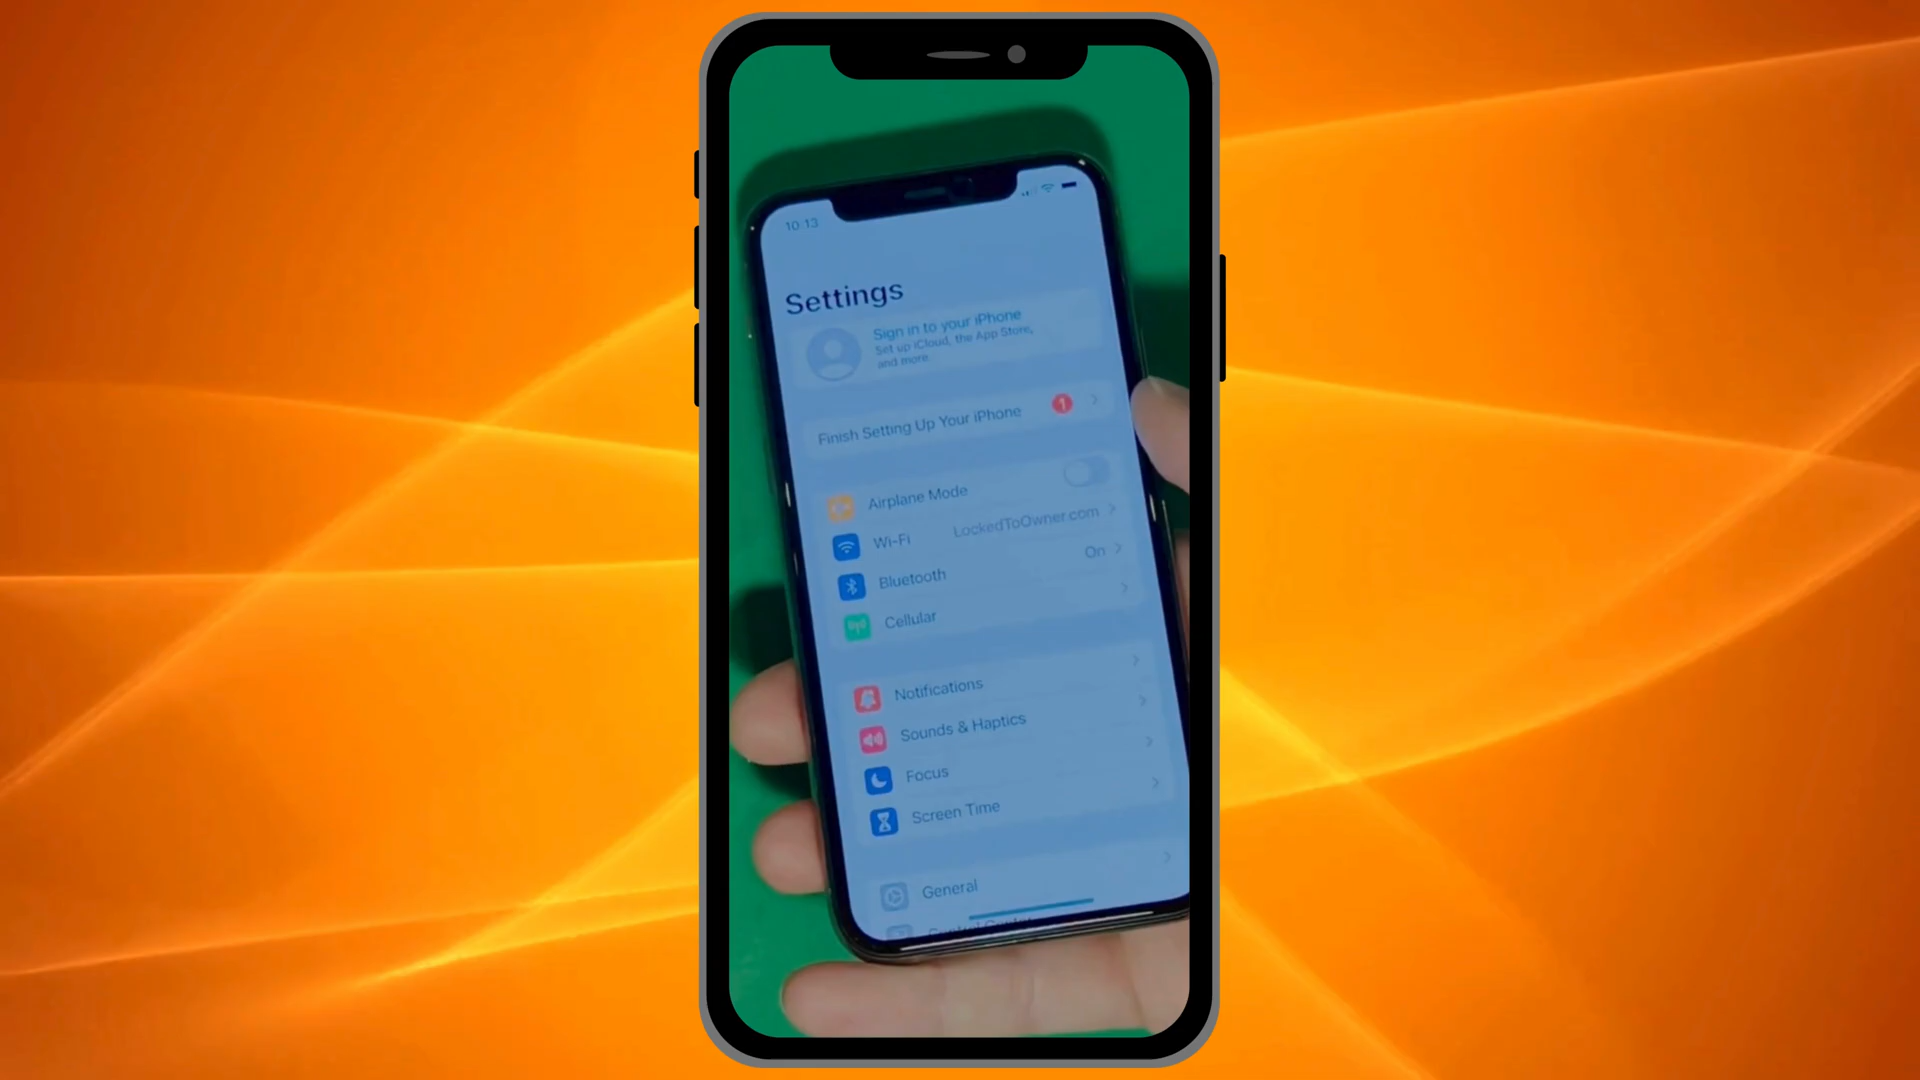 10:13
Settings
Sign in to your iPhone
Set up iCloud, the App Store,
and more.
Finish Setting Up Your iPhone 1
Airplane Mode
Wi-Fi LockedToOwner.com
Bluetooth On
Cellular
Notifications
Sounds & Haptics
Focus
Screen Time
General